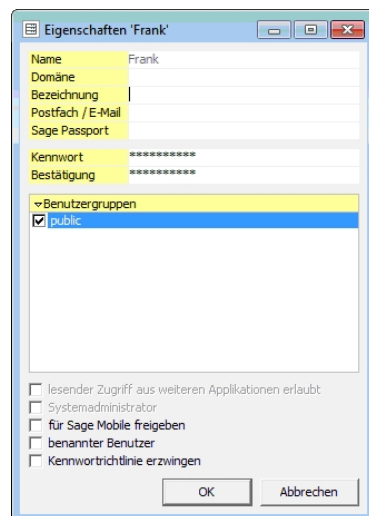 Eigenschaften 'Frank'
Name Frank
Domäne
Bezeichnung
Postfach / E-Mail
Sage Passport
Kennwort **********
Bestätigung **********
Benutzergruppen
public
lesender Zugriff aus weiteren Applikationen erlaubt
Systemadministrator
für Sage Mobile freigeben
benannter Benutzer
Kennwortrichtlinie erzwingen
OK Abbrechen